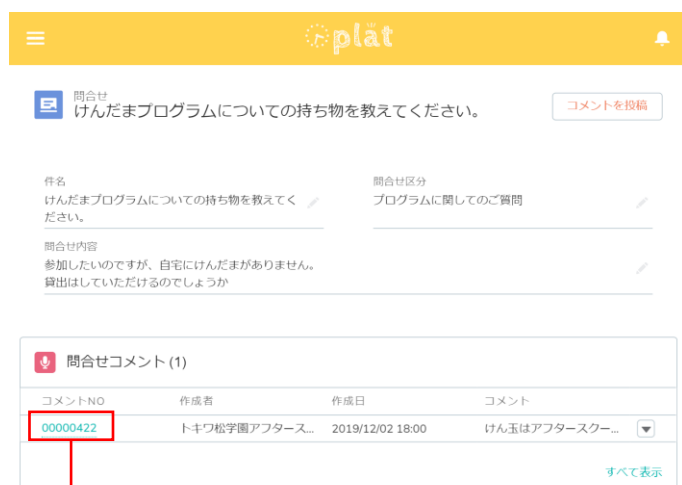 plät
問合せ
けんだまプログラムについての持ち物を教えてください。
コメントを投稿
件名
けんだまプログラムについての持ち物を教えてく
ださい。
問合せ区分
プログラムに関してのご質問
問合せ内容
参加したいのですが、自宅にけんだまがありません。
貸出はしていただけるのでしょうか
問合せコメント (1)
コメントNO 作成者 作成日 コメント
00000422 トキワ松学園アフタース... 2019/12/02 18:00 けん玉はアフタースクー...
すべて表示